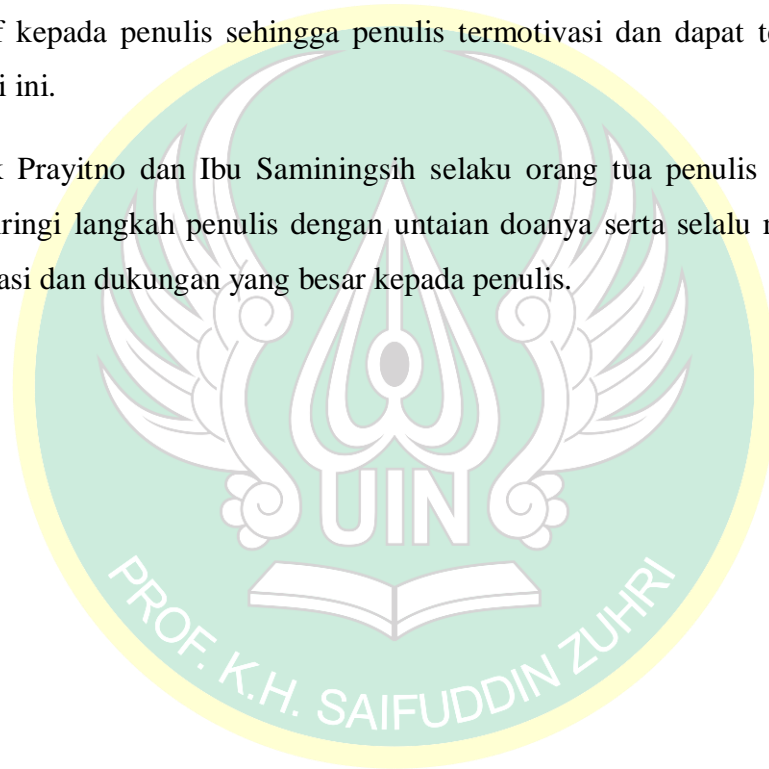 f kepada penulis sehingga penulis termotivasi dan dapat te
i ini.
k Prayitno dan Ibu Saminingsih selaku orang tua penulis
iringi langkah penulis dengan untaian doanya serta selalu
asi dan dukungan yang besar kepada penulis.
UIN
PROF. K.H. SAIFUDDIN ZUHRI